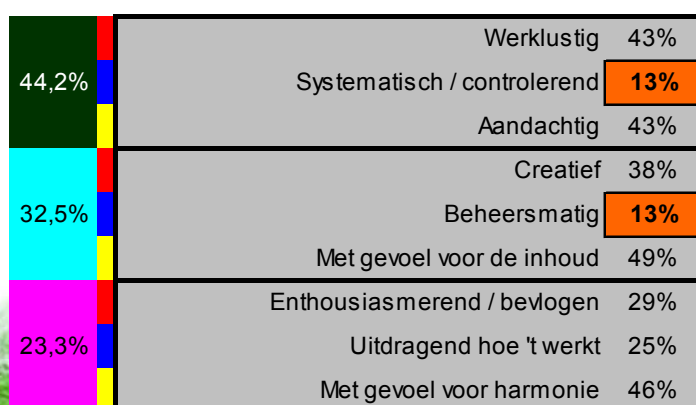 Werklustig 43%
44,2% Systematisch / controlerend 13%
Aandachtig 43%
Creatief 38%
32,5% Beheersmatig 13%
Met gevoel voor de inhoud 49%
Enthousiasmerend / bevlogen 29%
23,3% Uitdragend hoe 't werkt 25%
Met gevoel voor harmonie 46%